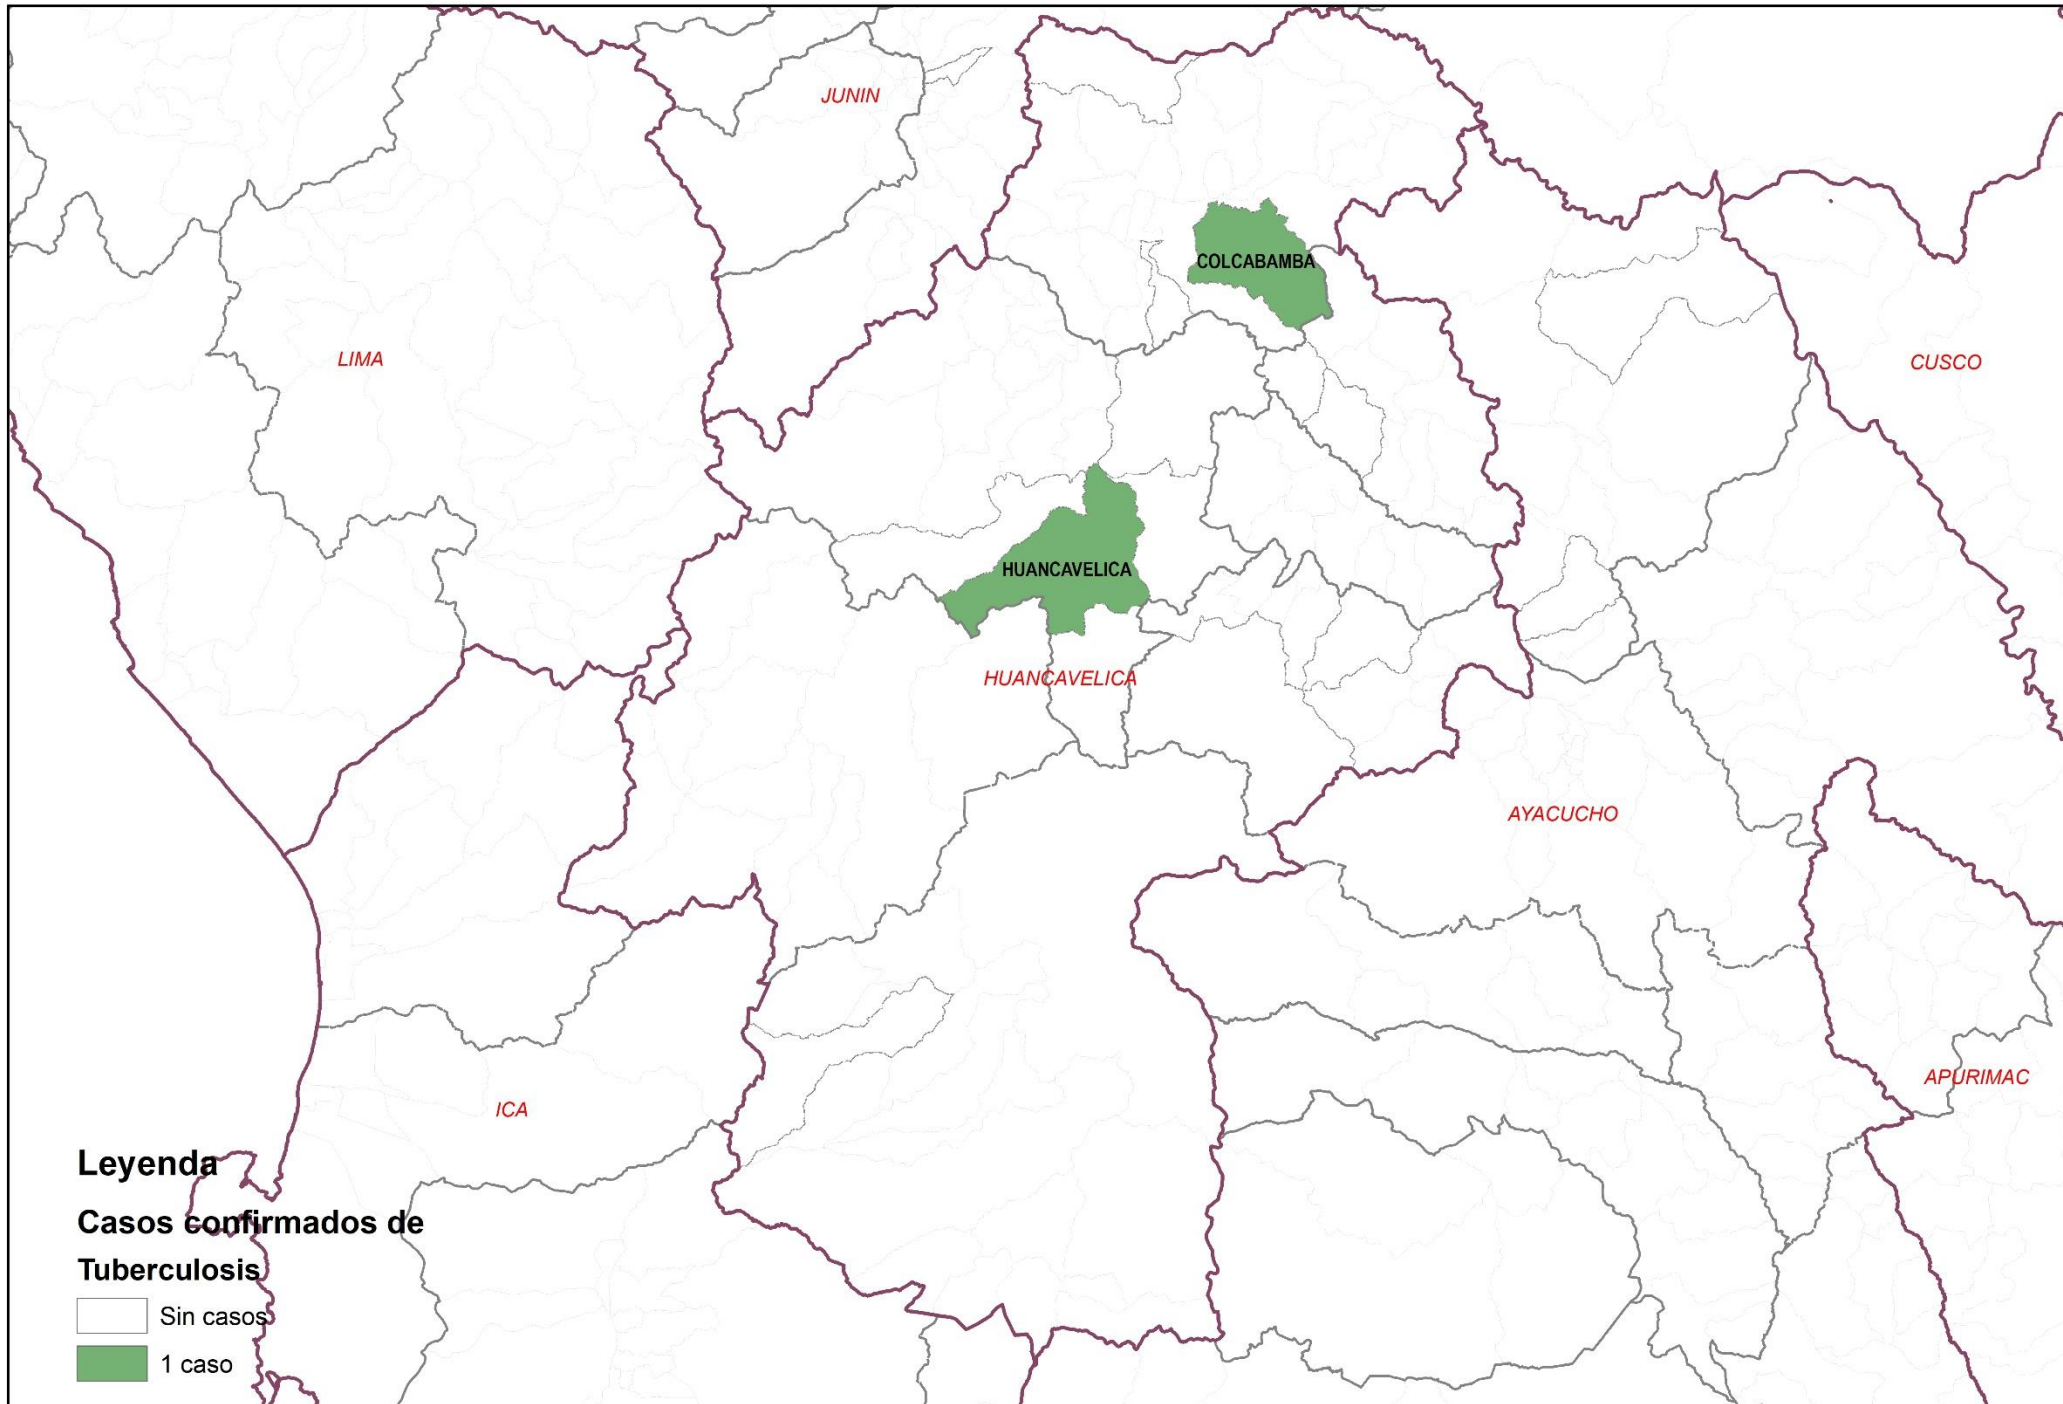 JUNIN
COLCABAMBA
LIMA
CUSCO
HUANCAVELICA
HUANCAVELICA
AYACUCHO
APURIMAC
ICA
Leyenda
Casos confirmados de
Tuberculosis
Sin casos
1 caso